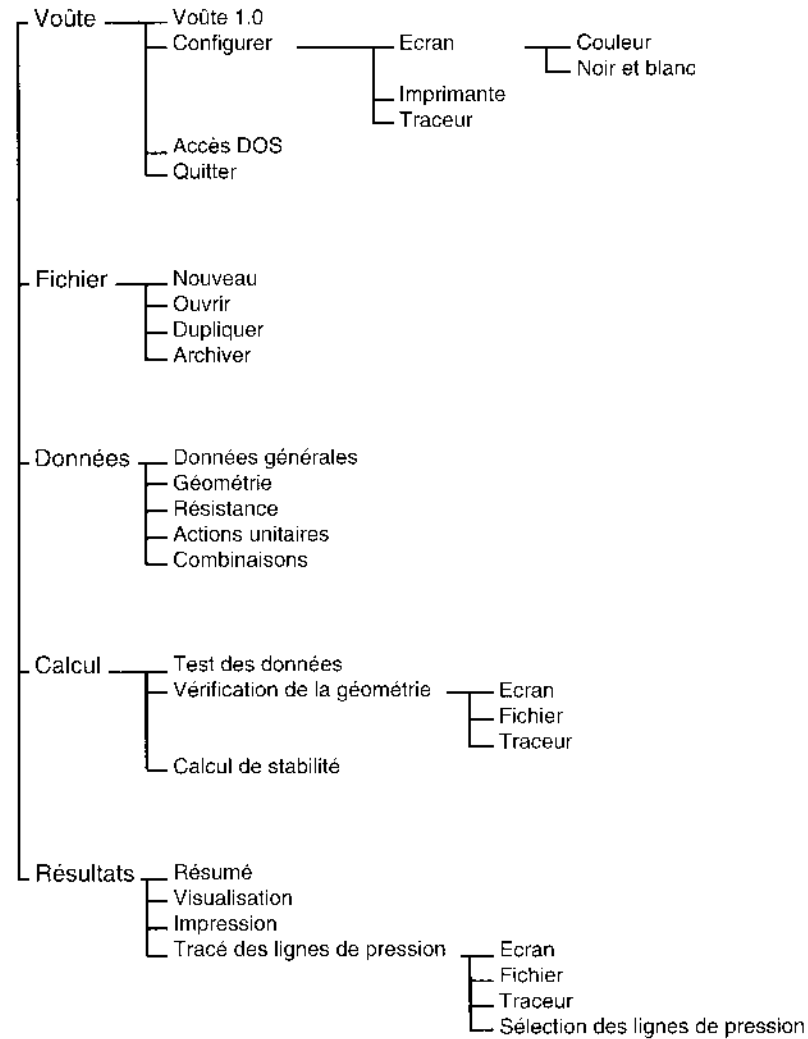 Voûte
Voûte 1.0
Configurer
Ecran
Couleur
Noir et blanc
Imprimante
Traceur
Accès DOS
Quitter
Fichier
Nouveau
Ouvrir
Dupliquer
Archiver
Données
Données générales
Géométrie
Résistance
Actions unitaires
Combinaisons
Calcul
Test des données
Vérification de la géométrie
Ecran
Fichier
Traceur
Calcul de stabilité
Résultats
Résumé
Visualisation
Impression
Tracé des lignes de pression
Ecran
Fichier
Traceur
Sélection des lignes de pression